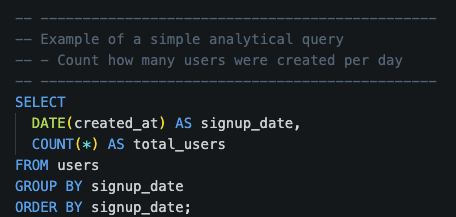 -- ----------------------------------------------
-- Example of a simple analytical query
-- - Count how many users were created per day
-- ----------------------------------------------
SELECT
  DATE(created_at) AS signup_date,
  COUNT(*) AS total_users
FROM users
GROUP BY signup_date
ORDER BY signup_date;